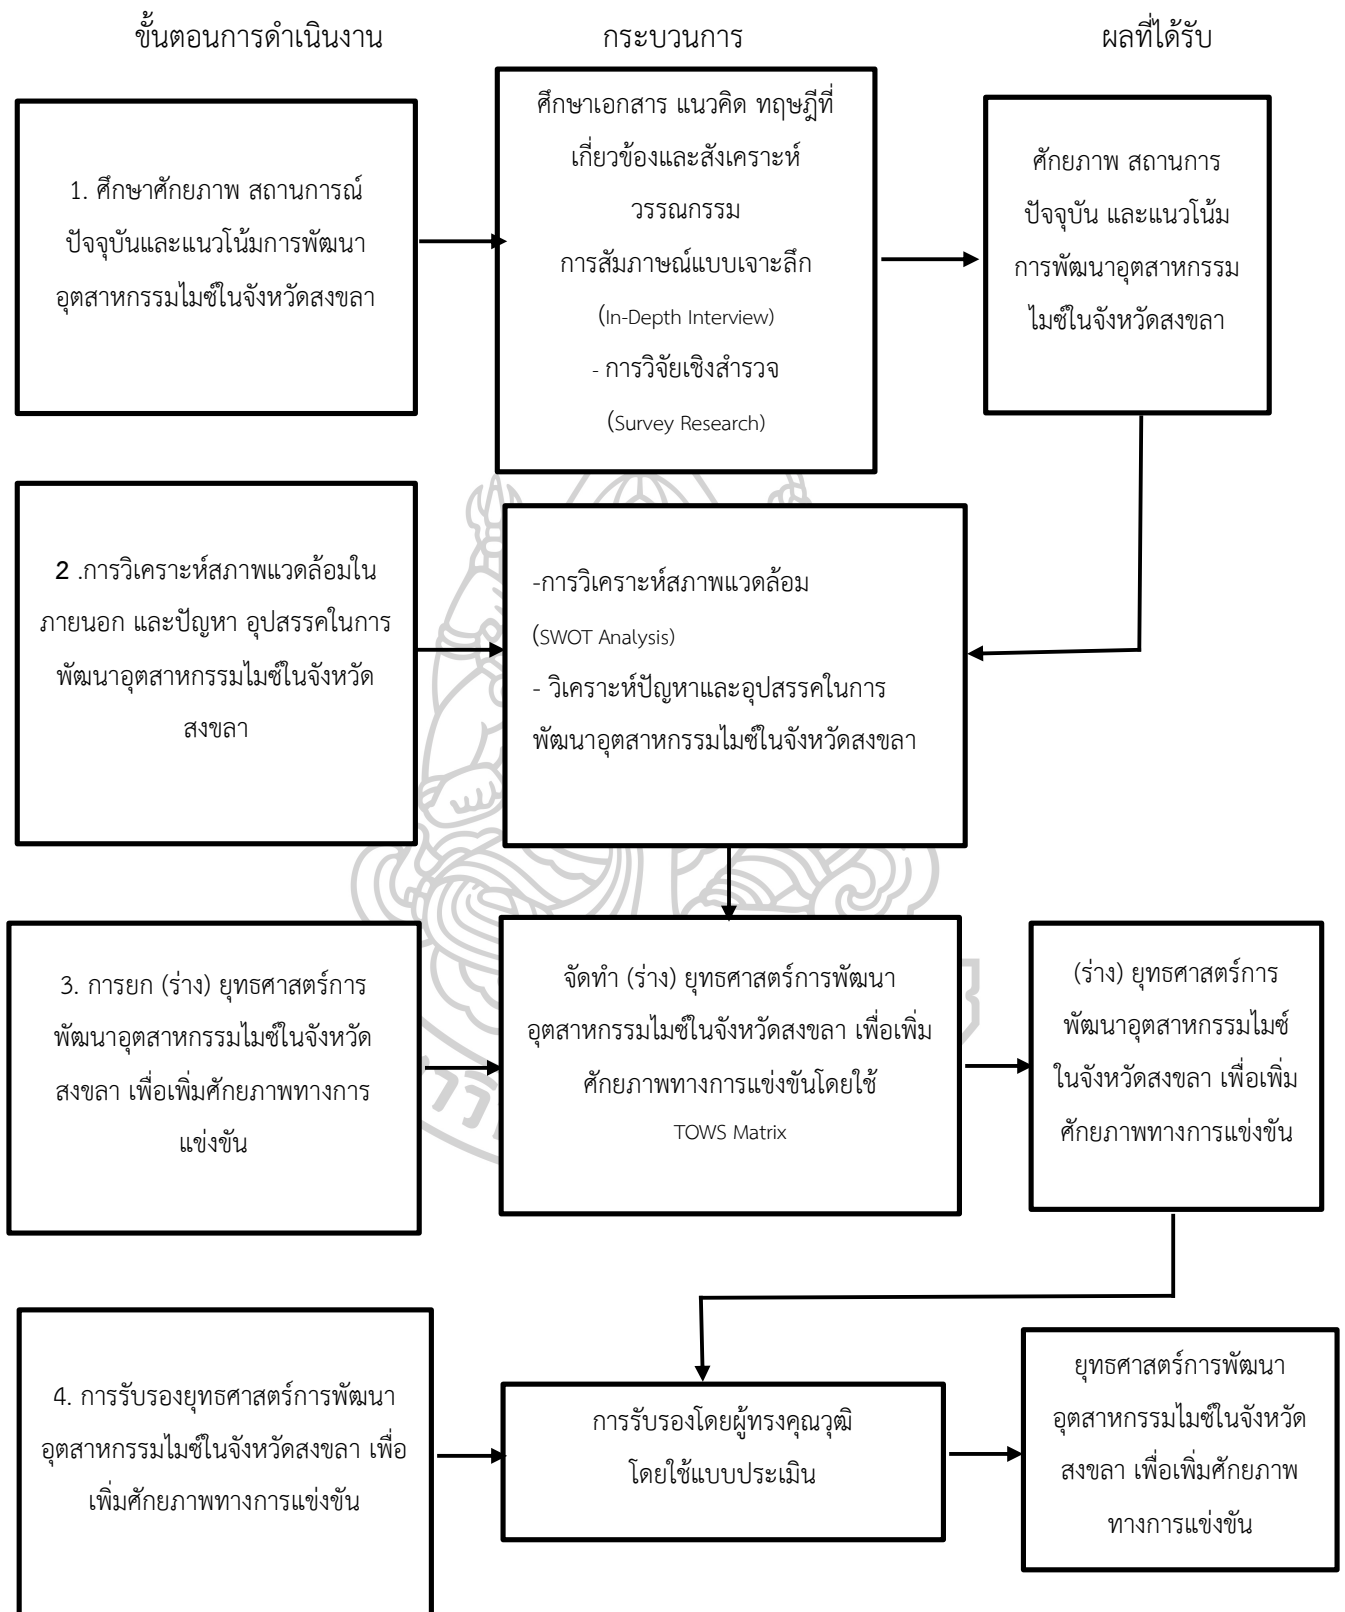 ขั้นตอนการดำเนินงาน
กระบวนการ
ผลที่ได้รับ
1. ศึกษาศักยภาพ สถานการณ์
ปัจจุบันและแนวโน้มการพัฒนา
อุตสาหกรรมไมซ์ในจังหวัดสงขลา
ศึกษาเอกสาร แนวคิด ทฤษฎีที่
เกี่ยวข้องและสังเคราะห์
วรรณกรรม
การสัมภาษณ์แบบเจาะลึก
(In-Depth Interview)
- การวิจัยเชิงสำรวจ
(Survey Research)
ศักยภาพ สถานการ
ปัจจุบัน และแนวโน้ม
การพัฒนาอุตสาหกรรม
ไมซ์ในจังหวัดสงขลา
2 .การวิเคราะห์สภาพแวดล้อมใน
ภายนอก และปัญหา อุปสรรคในการ
พัฒนาอุตสาหกรรมไมซ์ในจังหวัด
สงขลา
-การวิเคราะห์สภาพแวดล้อม
(SWOT Analysis)
- วิเคราะห์ปัญหาและอุปสรรคในการ
พัฒนาอุตสาหกรรมไมซ์ในจังหวัดสงขลา
3. การยก (ร่าง) ยุทธศาสตร์การ
พัฒนาอุตสาหกรรมไมซ์ในจังหวัด
สงขลา เพื่อเพิ่มศักยภาพทางการ
แข่งขัน
จัดทำ (ร่าง) ยุทธศาสตร์การพัฒนา
อุตสาหกรรมไมซ์ในจังหวัดสงขลา เพื่อเพิ่ม
ศักยภาพทางการแข่งขันโดยใช้
TOWS Matrix
(ร่าง) ยุทธศาสตร์การ
พัฒนาอุตสาหกรรมไมซ์
ในจังหวัดสงขลา เพื่อเพิ่ม
ศักยภาพทางการแข่งขัน
4. การรับรองยุทธศาสตร์การพัฒนา
อุตสาหกรรมไมซ์ในจังหวัดสงขลา เพื่อ
เพิ่มศักยภาพทางการแข่งขัน
การรับรองโดยผู้ทรงคุณวุฒิ
โดยใช้แบบประเมิน
ยุทธศาสตร์การพัฒนา
อุตสาหกรรมไมซ์ในจังหวัด
สงขลา เพื่อเพิ่มศักยภาพ
ทางการแข่งขัน